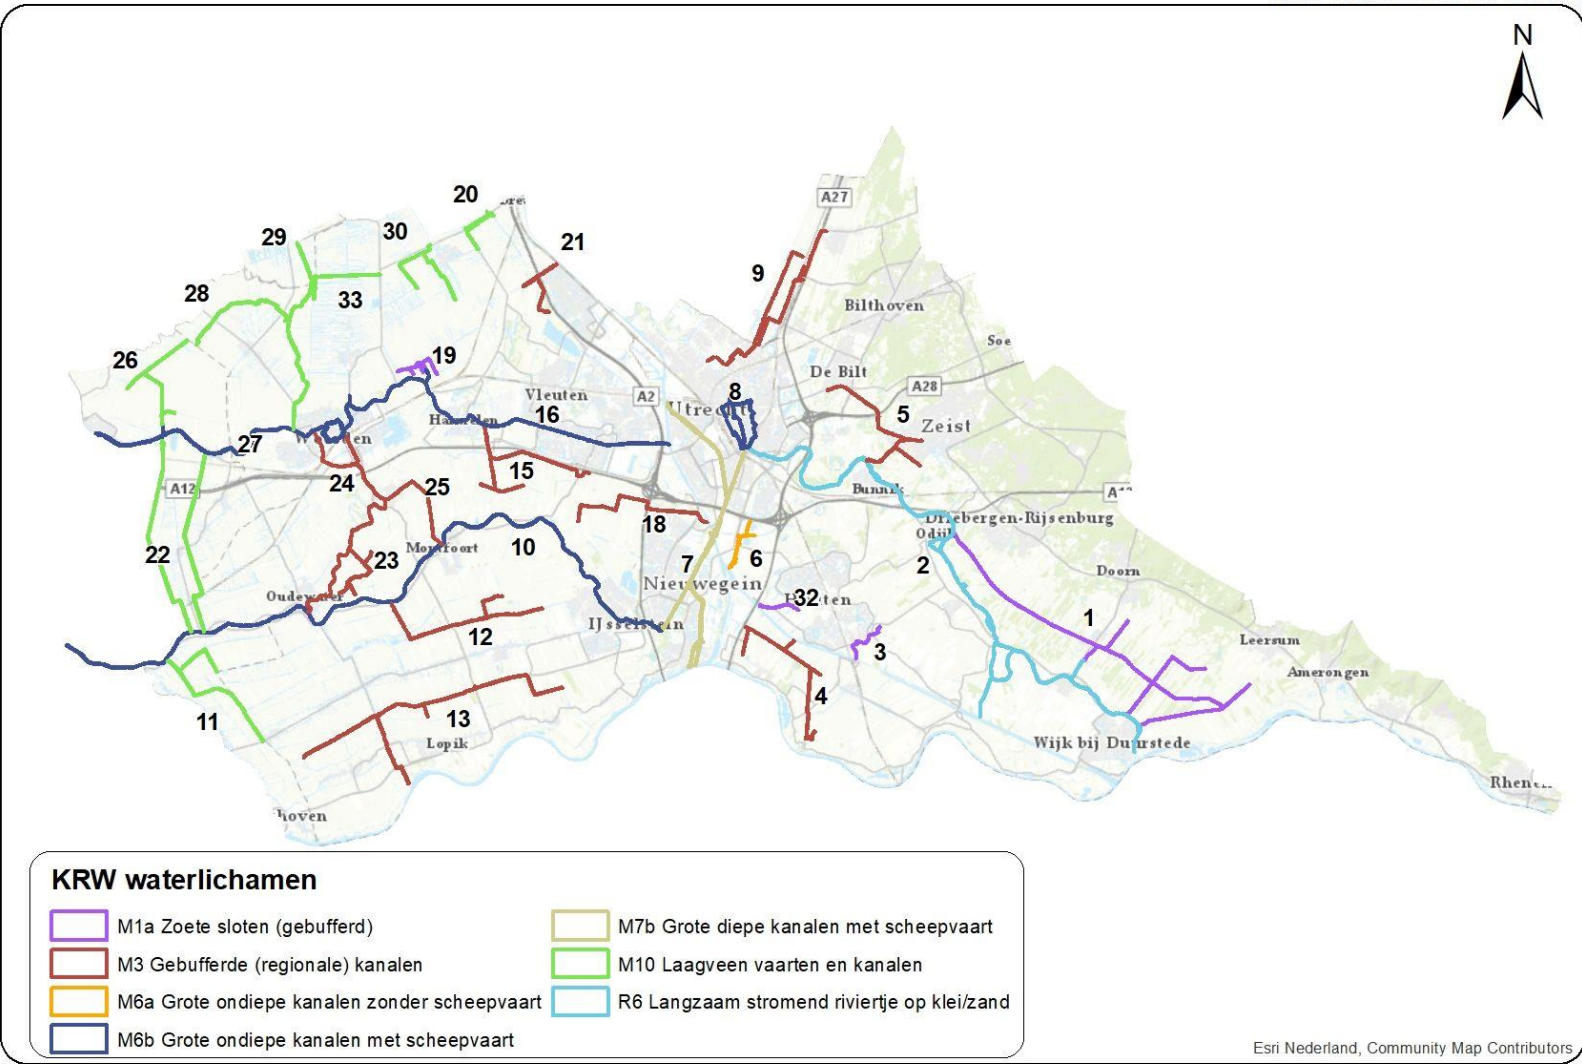 N
A27
20
21
30
29
9
28
33
Bilthoven
26
19
Soe
De Bilt
8
A28
Vleuten
A2
Utrecht
16
5
Zeist
27
15
24
25
A12
Bunnik
18
Driebergen-Rijsenburg
10
Odijk
Montfoort
22
23
7
6
2
Doorn
Nieuwegein
Oudewater
32
Houten
1
IJsselstein
12
3
Leersum
Amerongen
4
11
13
Lopik
Wijk bij Duurstede
hoven
Rhenen
KRW waterlichamen
M1a Zoete sloten (gebufferd)
M3 Gebufferde (regionale) kanalen
M6a Grote ondiepe kanalen zonder scheepvaart
M6b Grote ondiepe kanalen met scheepvaart
M7b Grote diepe kanalen met scheepvaart
M10 Laagveen vaarten en kanalen
R6 Langzaam stromend riviertje op klei/zand
Esri Nederland, Community Map Contributors